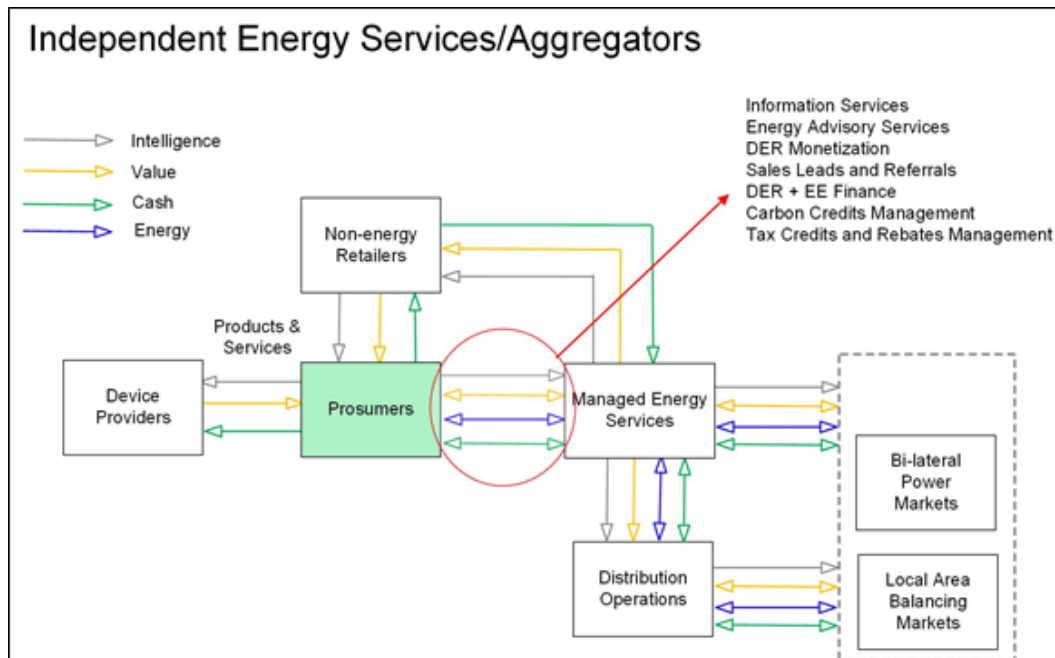 Independent Energy Services/Aggregators
Intelligence
Value
Cash
Energy
Information Services
Energy Advisory Services
DER Monetization
Sales Leads and Referrals
DER + EE Finance
Carbon Credits Management
Tax Credits and Rebates Management
Non-energy
Retailers
Products &
Services
Device
Providers
Prosumers
Managed Energy
Services
Bi-lateral
Power
Markets
Distribution
Operations
Local Area
Balancing
Markets